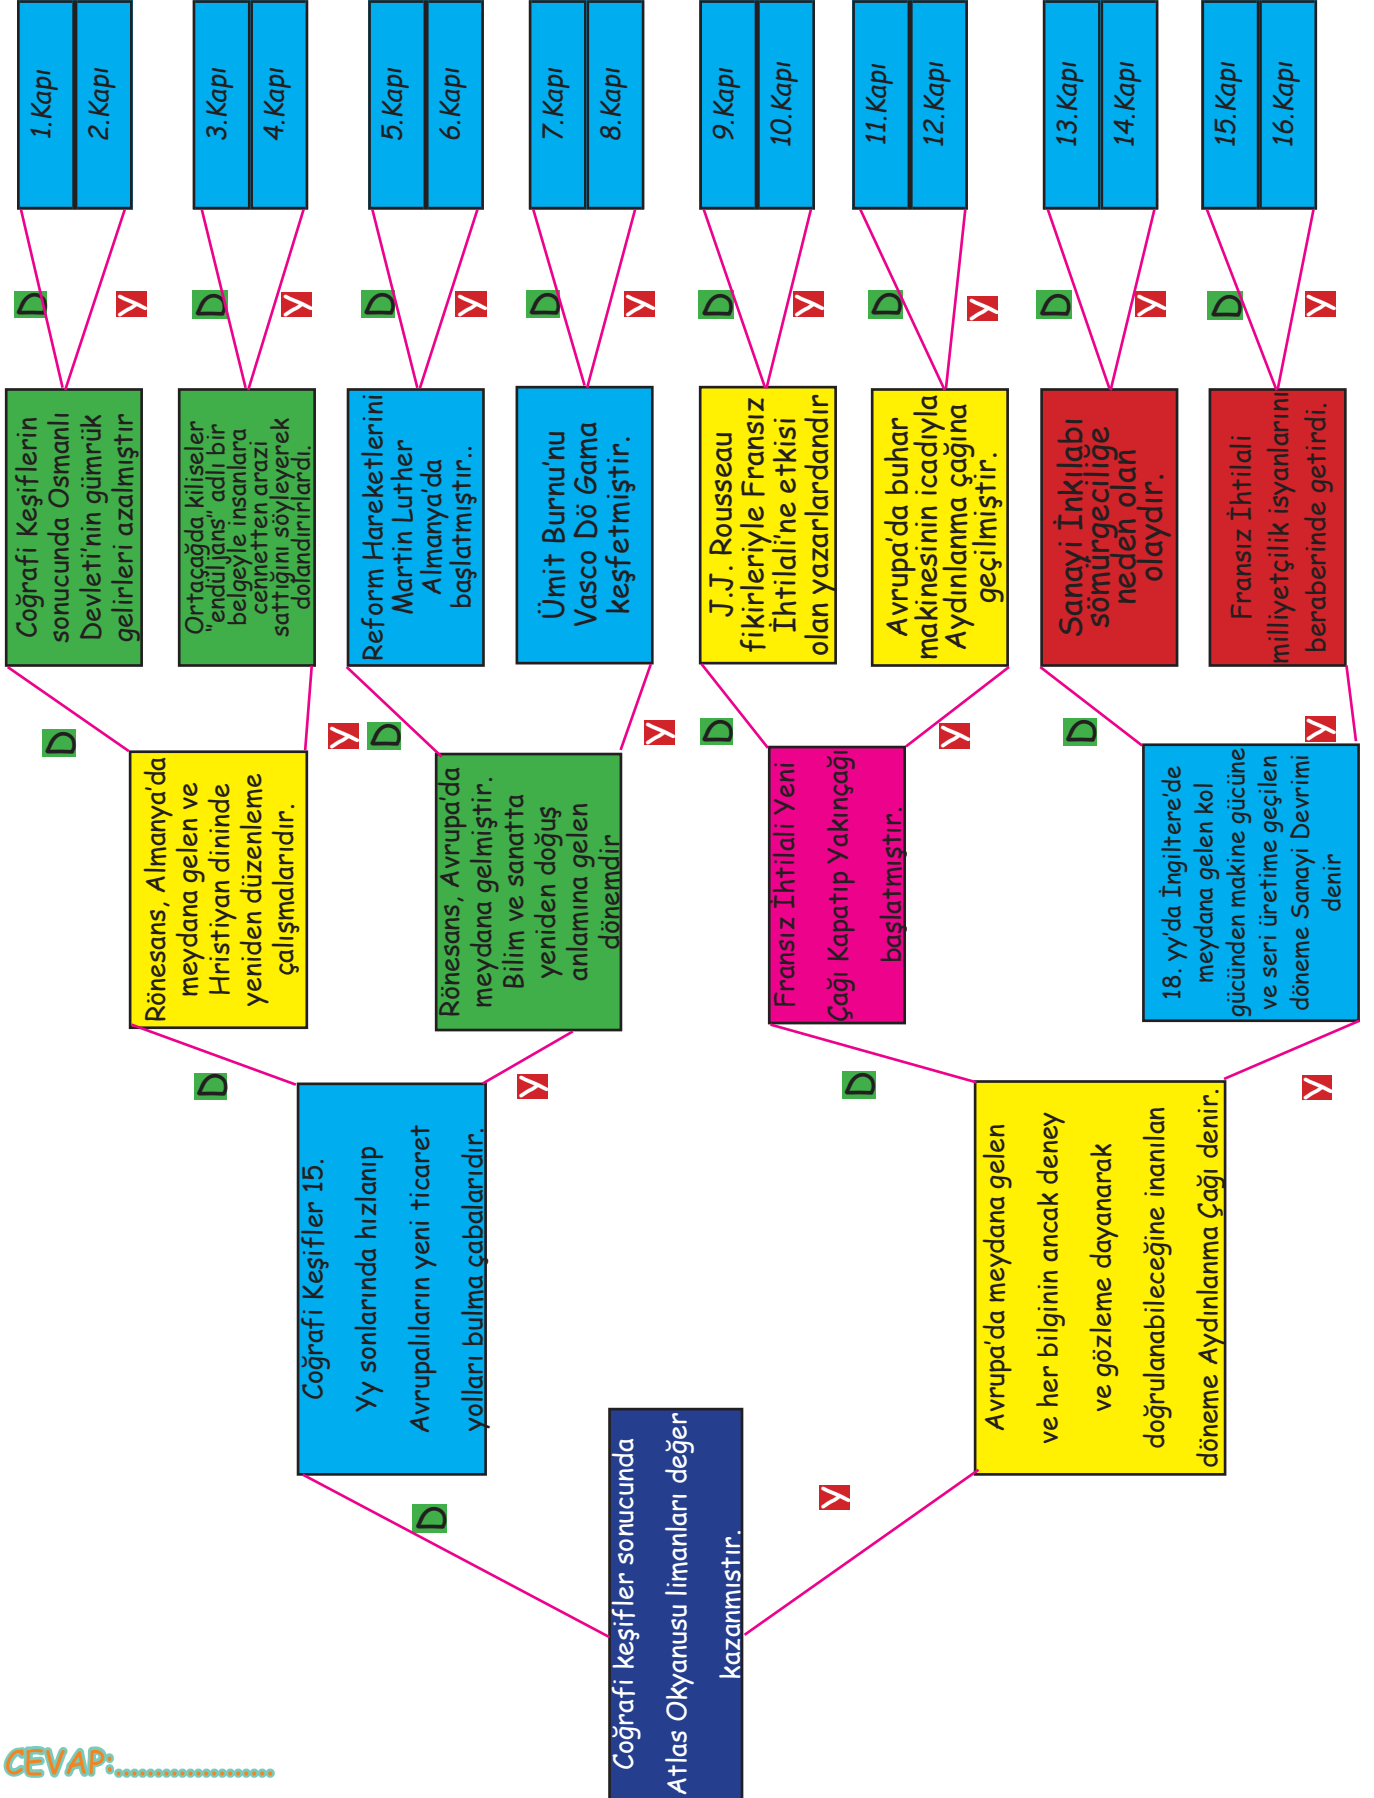 Coğrafi keşifler sonucunda
Atlas Okyanusu limanları değer
kazanmıştır.
D
Y
Coğrafi Keşifler 15.
Yy sonlarında hızlanıp
Avrupalıların yeni ticaret
yolları bulma çabalarıdır.
D
Y
Avrupa'da meydana gelen
ve her bilginin ancak deney
ve gözleme dayanarak
doğrulanabileceğine inanılan
döneme Aydınlanma Çağı denir.
D
Y
Rönesans, Almanya'da
meydana gelen ve
Hristiyan dininde
yeniden düzenleme
çalışmalarıdır.
D
Y
Rönesans, Avrupa'da
meydana gelmiştir.
Bilim ve sanatta
yeniden doğuş
anlamına gelen
dönemdir
D
Y
Fransız İhtilali Yeni
Çağı Kapatıp Yakınçağı
başlatmıştır.
D
Y
18. yy'da İngiltere'de
meydana gelen kol
gücünden makine gücüne
ve seri üretime geçilen
döneme Sanayi Devrimi
denir
D
Y
Coğrafi Keşiflerin
sonucunda Osmanlı
Devleti'nin gümrük
gelirleri azalmıştır
D
Y
Ortaçağda kiliseler
"endüljans" adlı bir
belgeyle insanlara
cennetten arazi
sattığını söyleyerek
dolandırırlardı.
D
Y
Reform Hareketlerini
Martin Luther
Almanya'da
başlatmıştır..
D
Y
Ümit Burnu'nu
Vasco Dö Gama
keşfetmiştir.
D
Y
J.J. Rousseau
fikirleriyle Fransız
İhtilali'ne etkisi
olan yazarlardandır
D
Y
Avrupa'da buhar
makinesinin icadıyla
Aydınlanma çağına
geçilmiştir.
D
Y
Sanayi İnkılabı
sömürgeciliğe
neden olan
olaydır.
D
Y
Fransız İhtilali
milliyetçilik isyanlarını
beraberinde getirdi.
D
Y
1.Kapı
2.Kapı
3.Kapı
4.Kapı
5.Kapı
6.Kapı
7.Kapı
8.Kapı
9.Kapı
10.Kapı
11.Kapı
12.Kapı
13.Kapı
14.Kapı
15.Kapı
16.Kapı
CEVAP:......................